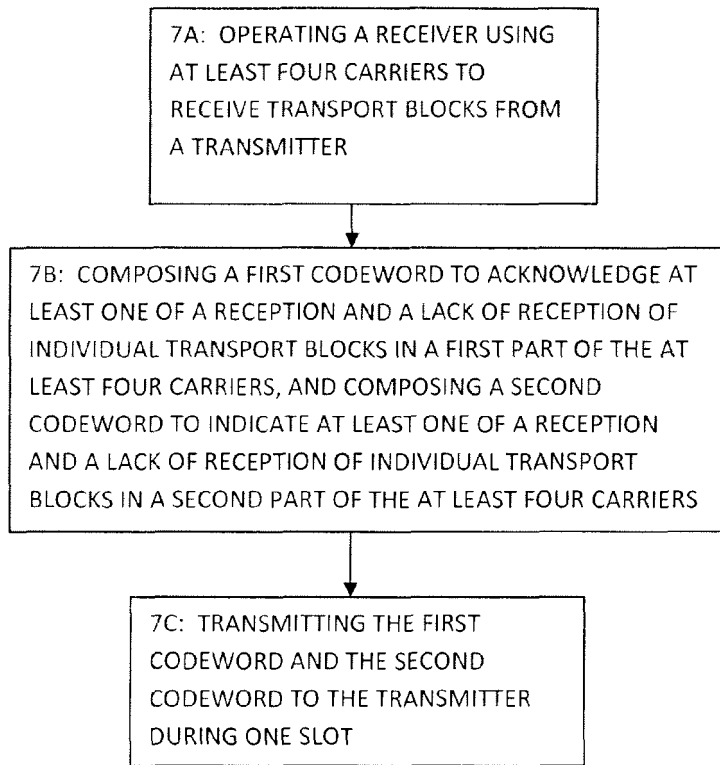 7A: OPERATING A RECEIVER USING
AT LEAST FOUR CARRIERS TO
RECEIVE TRANSPORT BLOCKS FROM
A TRANSMITTER
7B: COMPOSING A FIRST CODEWORD TO ACKNOWLEDGE AT
LEAST ONE OF A RECEPTION AND A LACK OF RECEPTION OF
INDIVIDUAL TRANSPORT BLOCKS IN A FIRST PART OF THE AT
LEAST FOUR CARRIERS, AND COMPOSING A SECOND
CODEWORD TO INDICATE AT LEAST ONE OF A RECEPTION
AND A LACK OF RECEPTION OF INDIVIDUAL TRANSPORT
BLOCKS IN A SECOND PART OF THE AT LEAST FOUR CARRIERS
7C: TRANSMITTING THE FIRST
CODEWORD AND THE SECOND
CODEWORD TO THE TRANSMITTER
DURING ONE SLOT